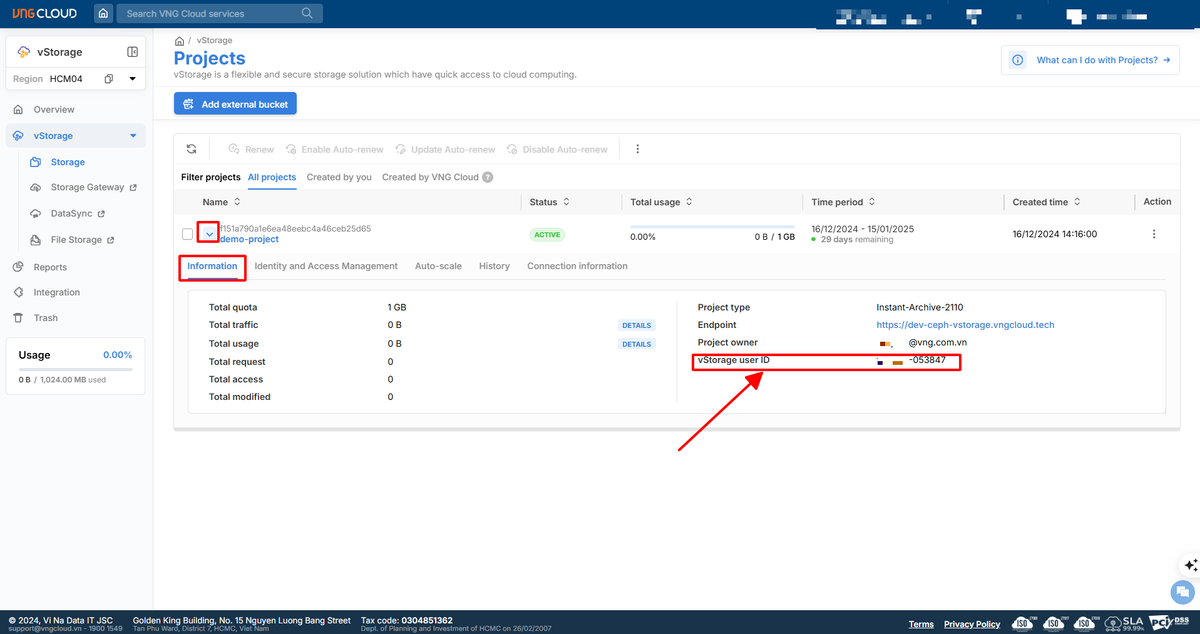 VNG CLOUD
Search VNG Cloud services
vStorage
Region HCM04
Overview
vStorage
Storage
Storage Gateway
DataSync
File Storage
Reports
Integration
Trash
Usage 0.00%
0 B / 1,024.00 MB used
/ vStorage
Projects
vStorage is a flexible and secure storage solution which have quick access to cloud computing.
What can I do with Projects?
Add external bucket
Renew Enable Auto-renew Update Auto-renew Disable Auto-renew
Filter projects All projects Created by you Created by VNG Cloud ?
Name Status Total usage Time period Created time Action
f151a790a1e6ea48eebc4a46ceb25d65
demo-project
ACTIVE
0.00% 0 B / 1 GB
16/12/2024 - 15/01/2025
29 days remaining
16/12/2024 14:16:00
Information Identity and Access Management Auto-scale History Connection information
Total quota 1 GB
Total traffic 0 B DETAILS
Total usage 0 B DETAILS
Total request 0
Total access 0
Total modified 0
Project type Instant-Archive-2110
Endpoint https://dev-ceph-vstorage.vngcloud.tech
Project owner @vng.com.vn
vStorage user ID -053847
© 2024, Vi Na Data IT JSC
support@vngcloud.vn - 1900 1549
Golden King Building, No. 15 Nguyen Luong Bang Street
Tan Phu Ward, District 7, HCMC, Viet Nam
Tax code: 0304851362
Dept. of Planning and Investment of HCMC on 26/02/2007
Terms Privacy Policy
ISO ISO ISO SLA 99.99% PCI DSS